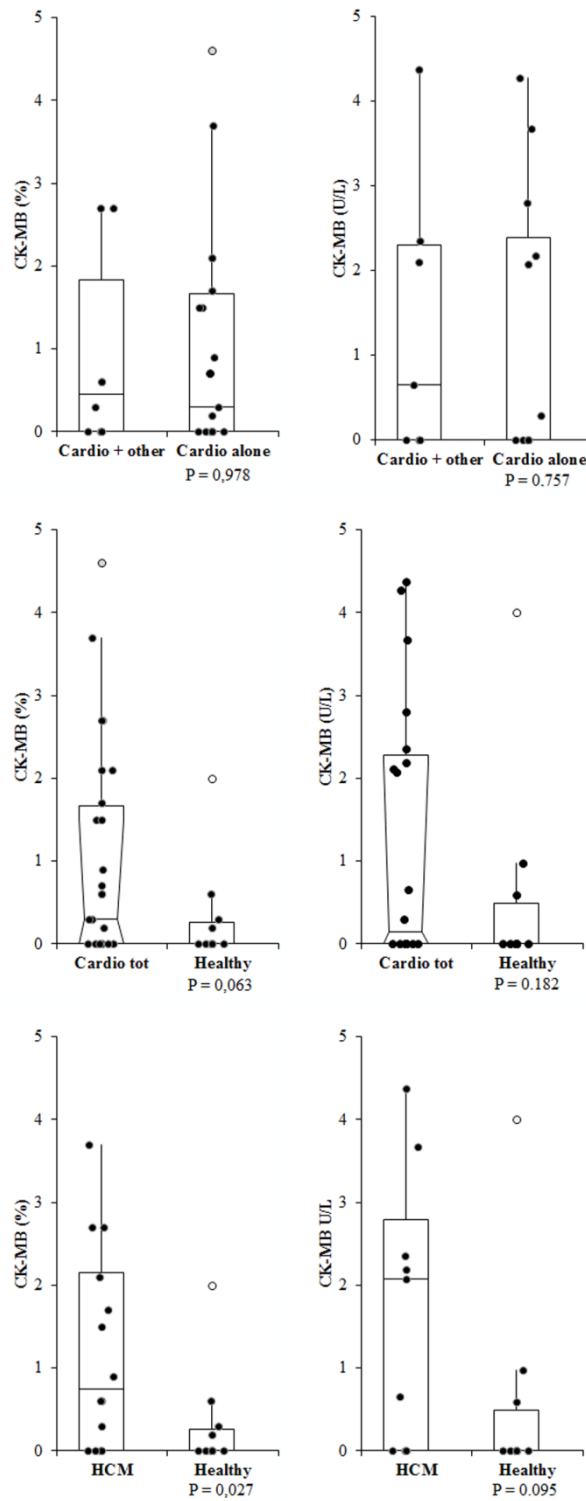 CK-MB (%)
5
4
3
2
1
0
Cardio + other Cardio alone
P = 0,978
CK-MB (U/L)
5
4
3
2
1
0
Cardio + other Cardio alone
P = 0.757
CK-MB (%)
5
4
3
2
1
0
Cardio tot Healthy
P = 0,063
CK-MB (U/L)
5
4
3
2
1
0
Cardio tot Healthy
P = 0.182
CK-MB (%)
5
4
3
2
1
0
HCM Healthy
P = 0,027
CK-MB U/L
5
4
3
2
1
0
HCM Healthy
P = 0.095